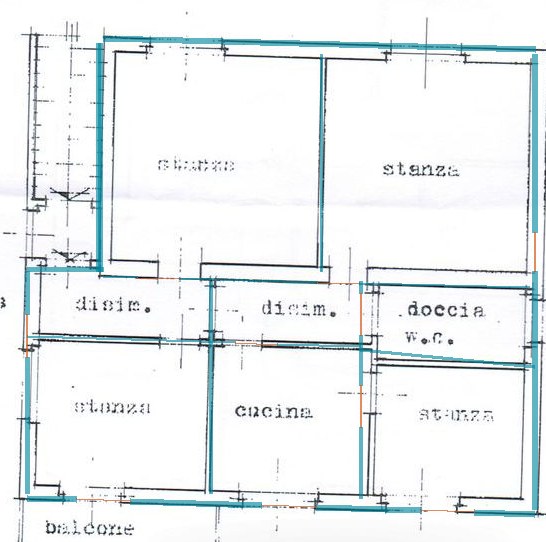 stanza
stanza
disim.
disim.
doccia
w.c.
stanza
cucina
stanza
balcone